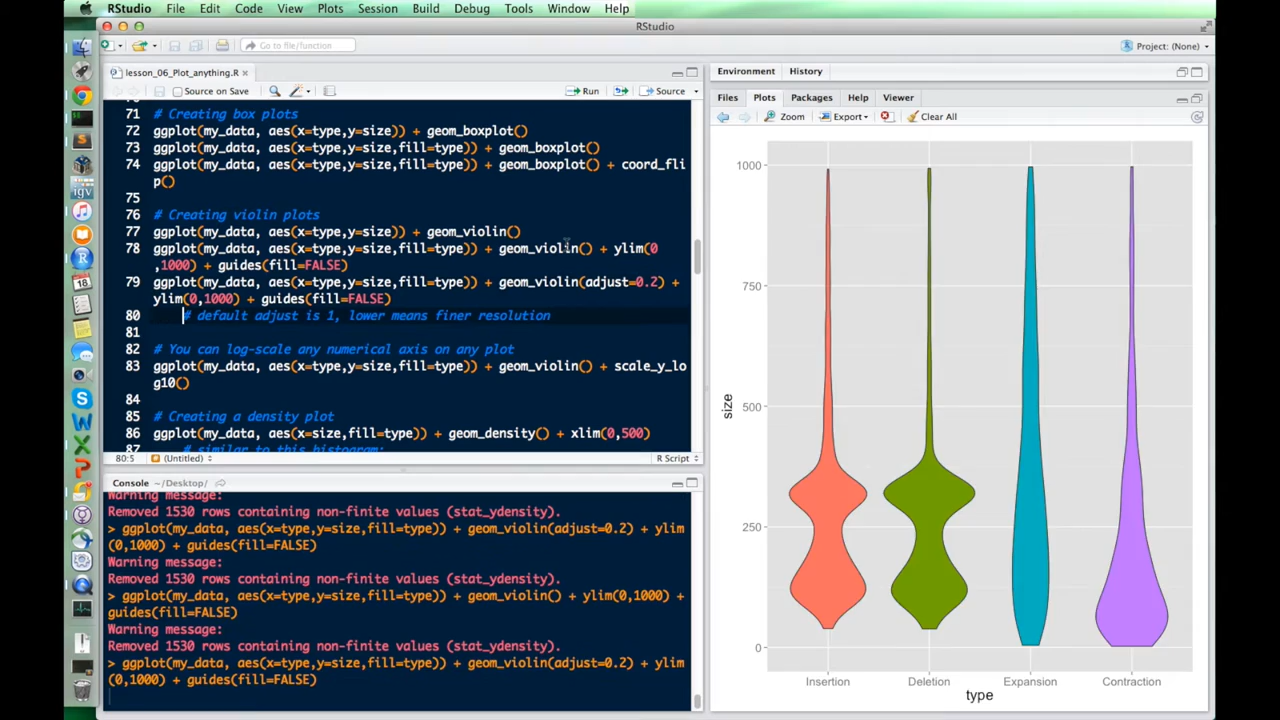 RStudio File Edit Code View Plots Session Build Debug Tools Window Help
RStudio
Go to file/function
Project: (None)
lesson_06_Plot_anything.R
Source on Save
Run
Source
71 # Creating box plots
72 ggplot(my_data, aes(x=type,y=size)) + geom_boxplot()
73 ggplot(my_data, aes(x=type,y=size,fill=type)) + geom_boxplot()
74 ggplot(my_data, aes(x=type,y=size,fill=type)) + geom_boxplot() + coord_fli
p()
75
76 # Creating violin plots
77 ggplot(my_data, aes(x=type,y=size)) + geom_violin()
78 ggplot(my_data, aes(x=type,y=size,fill=type)) + geom_violin() + ylim(0
,1000) + guides(fill=FALSE)
79 ggplot(my_data, aes(x=type,y=size,fill=type)) + geom_violin(adjust=0.2) +
ylim(0,1000) + guides(fill=FALSE)
80 # default adjust is 1, lower means finer resolution
81
82 # You can log-scale any numerical axis on any plot
83 ggplot(my_data, aes(x=type,y=size,fill=type)) + geom_violin() + scale_y_lo
g10()
84
85 # Creating a density plot
86 ggplot(my_data, aes(x=size,fill=type)) + geom_density() + xlim(0,500)
87 # similar to this histogram:
80:5 (Untitled) R Script
Console ~/Desktop/
Warning message:
Removed 1530 rows containing non-finite values (stat_ydensity).
> ggplot(my_data, aes(x=type,y=size,fill=type)) + geom_violin(adjust=0.2) + ylim
(0,1000) + guides(fill=FALSE)
Warning message:
Removed 1530 rows containing non-finite values (stat_ydensity).
> ggplot(my_data, aes(x=type,y=size,fill=type)) + geom_violin() + ylim(0,1000) +
guides(fill=FALSE)
Warning message:
Removed 1530 rows containing non-finite values (stat_ydensity).
> ggplot(my_data, aes(x=type,y=size,fill=type)) + geom_violin(adjust=0.2) + ylim
(0,1000) + guides(fill=FALSE)
Environment History
Files Plots Packages Help Viewer
Zoom Export Clear All
1000
750
500
250
0
size
Insertion Deletion Expansion Contraction
type
igv
18